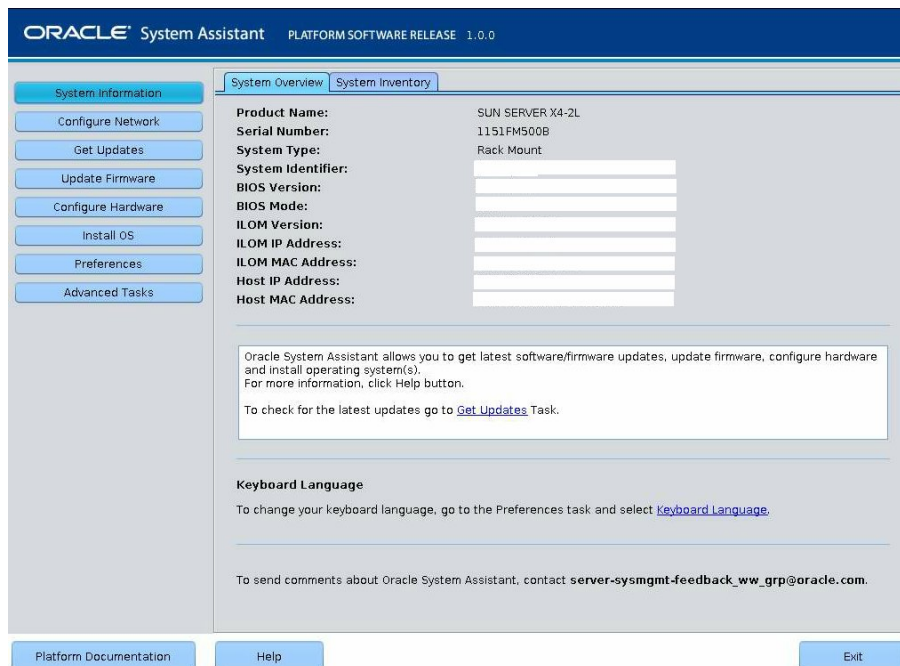 ORACLE® System Assistant PLATFORM SOFTWARE RELEASE 1.0.0
System Information
Configure Network
Get Updates
Update Firmware
Configure Hardware
Install OS
Preferences
Advanced Tasks
System Overview System Inventory
Product Name: SUN SERVER X4-2L
Serial Number: 1151FM500B
System Type: Rack Mount
System Identifier:
BIOS Version:
BIOS Mode:
ILOM Version:
ILOM IP Address:
ILOM MAC Address:
Host IP Address:
Host MAC Address:
Oracle System Assistant allows you to get latest software/firmware updates, update firmware, configure hardware
and install operating system(s).
For more information, click Help button.
To check for the latest updates go to Get Updates Task.
Keyboard Language
To change your keyboard language, go to the Preferences task and select Keyboard Language.
To send comments about Oracle System Assistant, contact server-sysmgmt-feedback_ww_grp@oracle.com.
Platform Documentation Help Exit